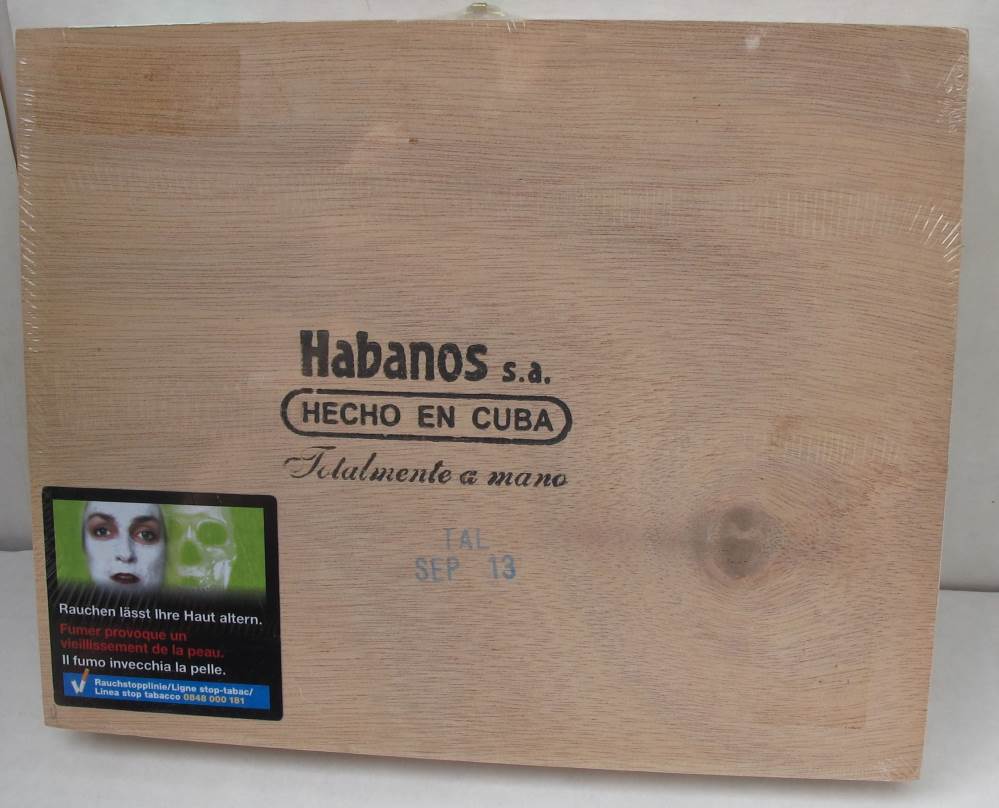 Habanos s.a.
HECHO EN CUBA
Totalmente a mano
TAL
SEP 13
Rauchen lässt Ihre Haut altern.
Fumer provoque un
vieillissement de la peau.
Il fumo invecchia la pelle.
Rauchstopplinie/Ligne stop-tabac/
Linea stop tabacco 0848 000 181